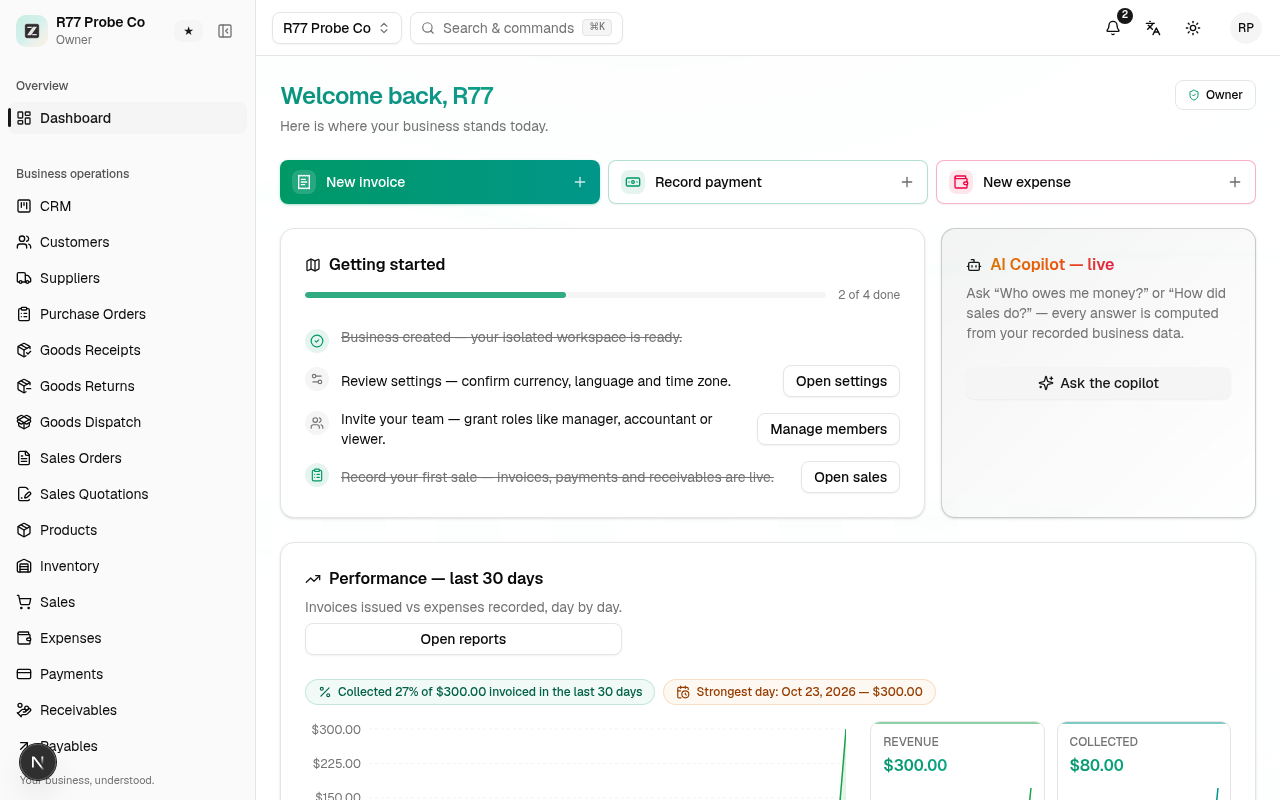 R77 Probe Co
Owner
Overview
Dashboard
Business operations
CRM
Customers
Suppliers
Purchase Orders
Goods Receipts
Goods Returns
Goods Dispatch
Sales Orders
Sales Quotations
Products
Inventory
Sales
Expenses
Payments
Receivables
Payables
N
Your business, understood.
R77 Probe Co
Search & commands ⌘K
2
RP
Welcome back, R77
Owner
Here is where your business stands today.
New invoice
Record payment
New expense
Getting started
2 of 4 done
Business created — your isolated workspace is ready.
Review settings — confirm currency, language and time zone.
Open settings
Invite your team — grant roles like manager, accountant or
viewer.
Manage members
Record your first sale — invoices, payments and receivables are live.
Open sales
AI Copilot — live
Ask “Who owes me money?” or “How did
sales do?” — every answer is computed
from your recorded business data.
Ask the copilot
Performance — last 30 days
Invoices issued vs expenses recorded, day by day.
Open reports
Collected 27% of $300.00 invoiced in the last 30 days
Strongest day: Oct 23, 2026 — $300.00
$300.00
$225.00
$150.00
REVENUE
$300.00
COLLECTED
$80.00